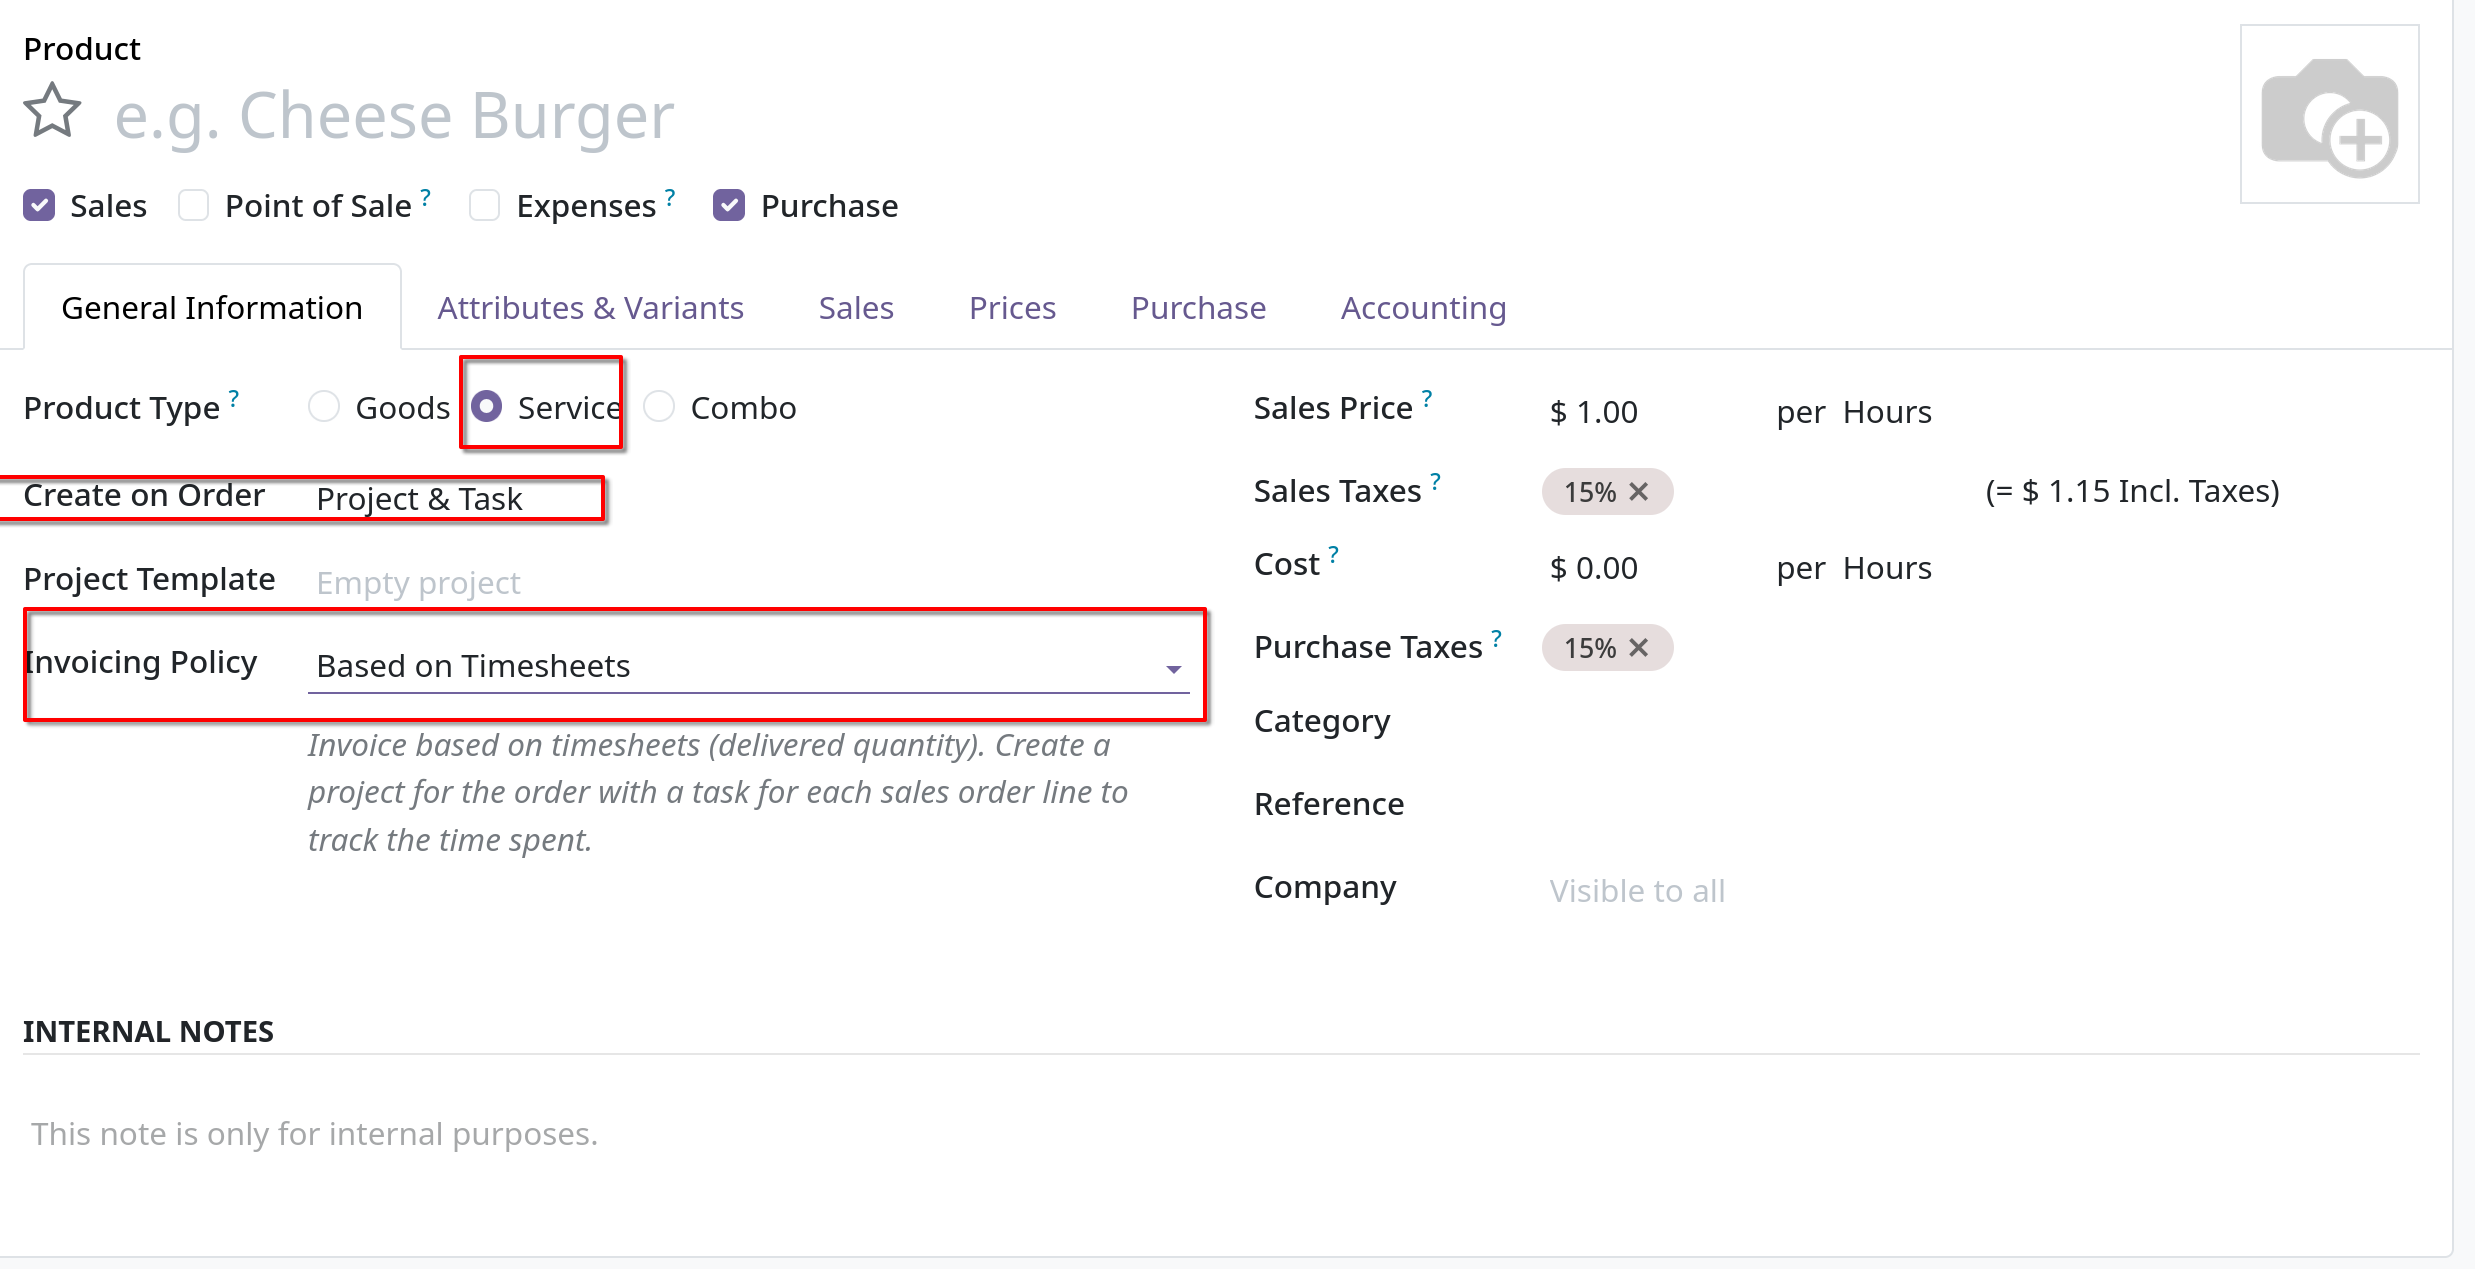 Product
e.g. Cheese Burger
Sales Point of Sale ? Expenses ? Purchase
General Information Attributes & Variants Sales Prices Purchase Accounting
Product Type ? Goods Service Combo
Create on Order Project & Task
Project Template Empty project
Invoicing Policy Based on Timesheets
Invoice based on timesheets (delivered quantity). Create a
project for the order with a task for each sales order line to
track the time spent.
Sales Price ? $ 1.00 per Hours
Sales Taxes ? 15% (= $ 1.15 Incl. Taxes)
Cost ? $ 0.00 per Hours
Purchase Taxes ? 15%
Category
Reference
Company Visible to all
INTERNAL NOTES
This note is only for internal purposes.